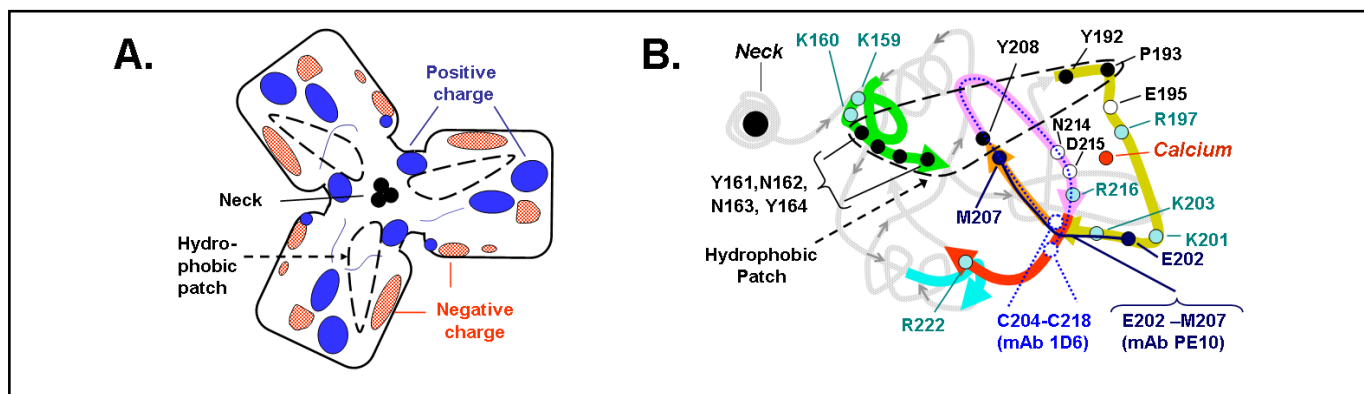 A.
Positive
charge
Neck
Hydro-
phobic
patch
Negative
charge
B.
Neck
K160
K159
Y208
Y192
P193
E195
R197
N214
D215
Calcium
R216
Y161,N162,
N163, Y164
M207
K203
K201
E202
Hydrophobic
Patch
R222
C204-C218
(mAb 1D6)
E202 –M207
(mAb PE10)